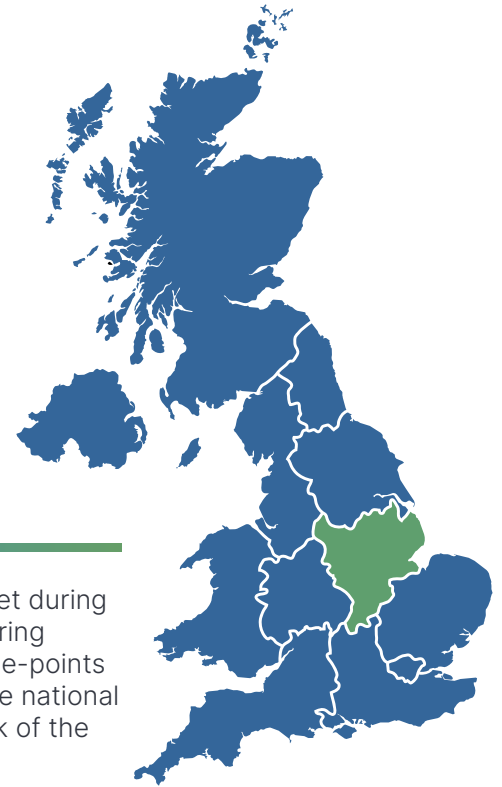 et during
ring
e-points
e national
k of the